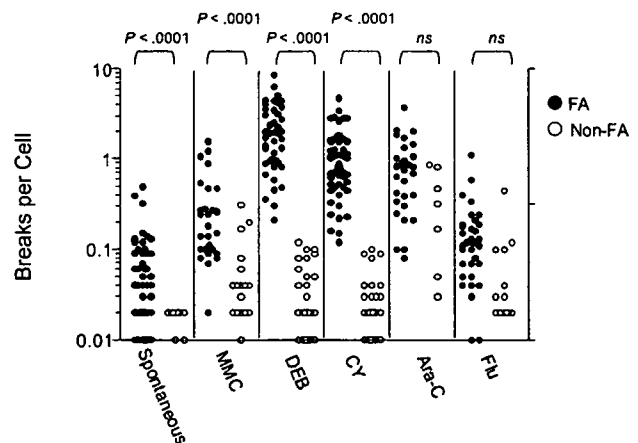 P < .0001 P < .0001
P < .0001 P < .0001 ns ns
10
1
0.1
0.01
Breaks per Cell
FA
Non-FA
Spontaneous
MMC
DEB
CY
Ara-C
Flu